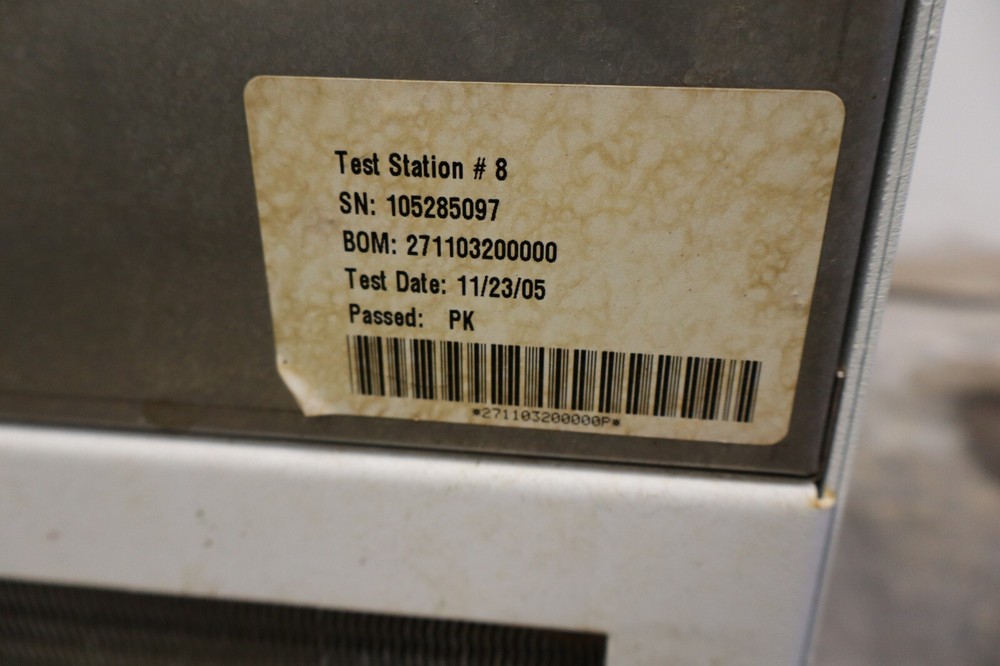 Test Station # 8
SN: 105285097
BOM: 271103200000
Test Date: 11/23/05
Passed: PK
*271103200000P*